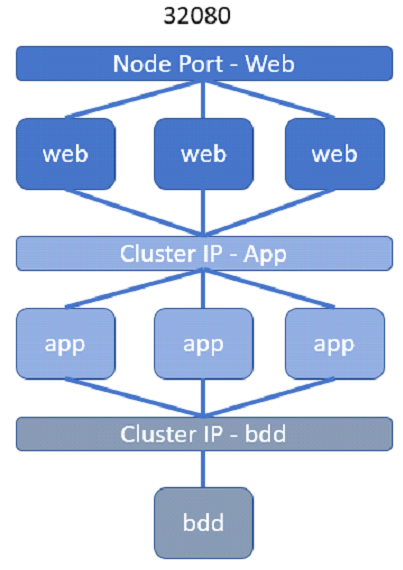 32080
Node Port - Web
web web web
Cluster IP - App
app app app
Cluster IP - bdd
bdd